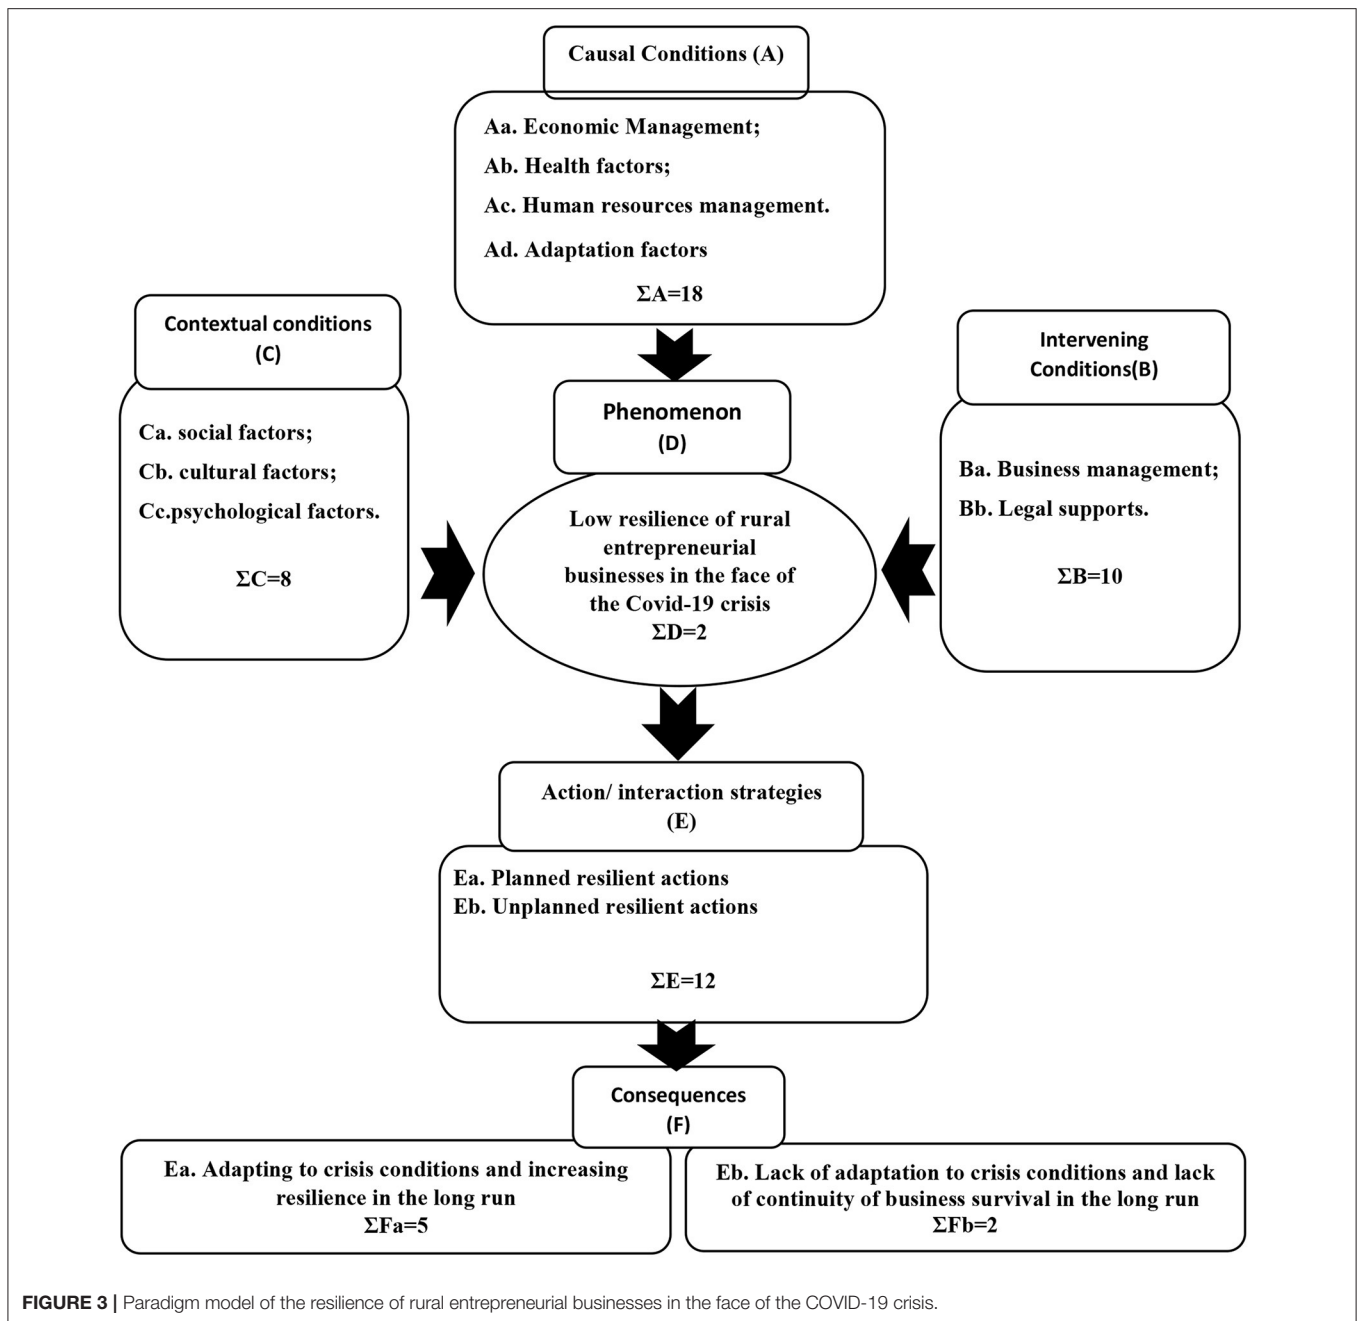 Causal Conditions (A)
Aa. Economic Management;
Ab. Health factors;
Ac. Human resources management.
Ad. Adaptation factors
ΣA=18
Contextual conditions
(C)
Ca. social factors;
Cb. cultural factors;
Cc.psychological factors.
ΣC=8
Phenomenon
(D)
Low resilience of rural
entrepreneurial
businesses in the face of
the Covid-19 crisis
ΣD=2
Intervening
Conditions(B)
Ba. Business management;
Bb. Legal supports.
ΣB=10
Action/ interaction strategies
(E)
Ea. Planned resilient actions
Eb. Unplanned resilient actions
ΣE=12
Consequences
(F)
Ea. Adapting to crisis conditions and increasing
resilience in the long run
ΣFa=5
Eb. Lack of adaptation to crisis conditions and lack
of continuity of business survival in the long run
ΣFb=2
FIGURE 3 | Paradigm model of the resilience of rural entrepreneurial businesses in the face of the COVID-19 crisis.